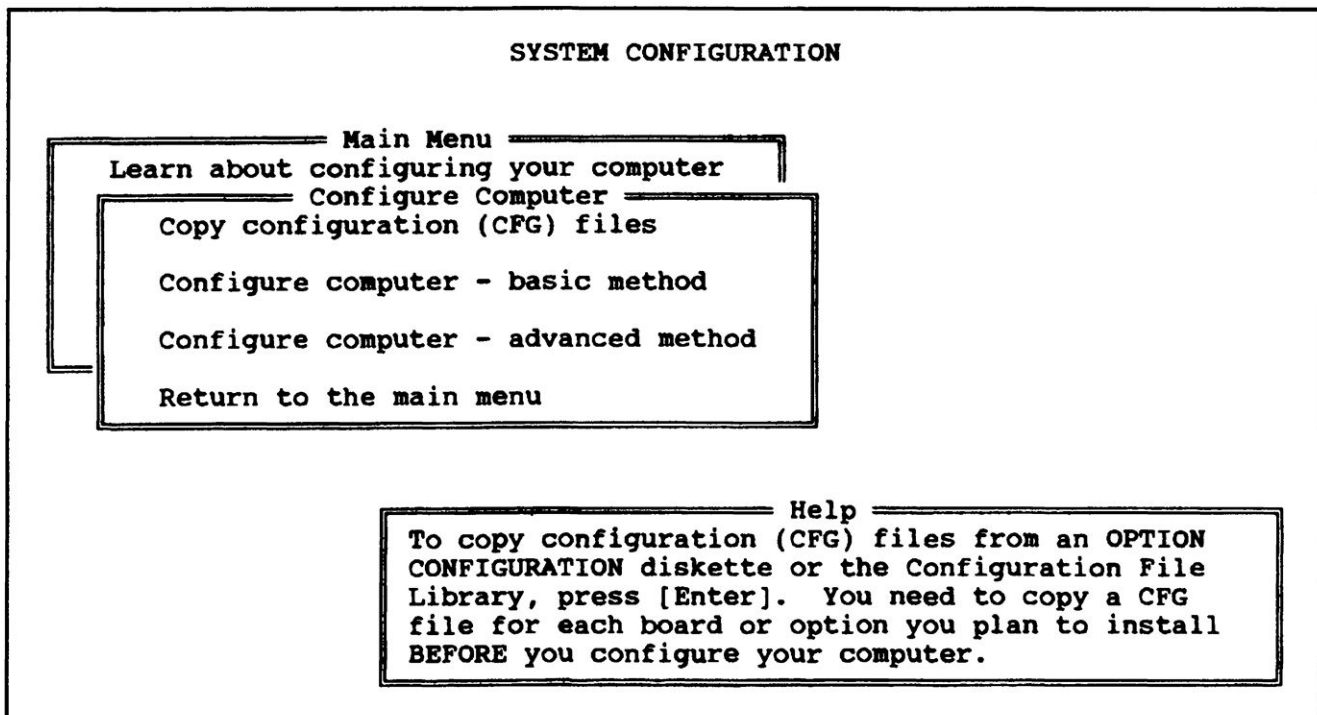 SYSTEM CONFIGURATION
Main Menu
Learn about configuring your computer
Configure Computer
Copy configuration (CFG) files
Configure computer - basic method
Configure computer - advanced method
Return to the main menu
Help
To copy configuration (CFG) files from an OPTION
CONFIGURATION diskette or the Configuration File
Library, press [Enter].  You need to copy a CFG
file for each board or option you plan to install
BEFORE you configure your computer.